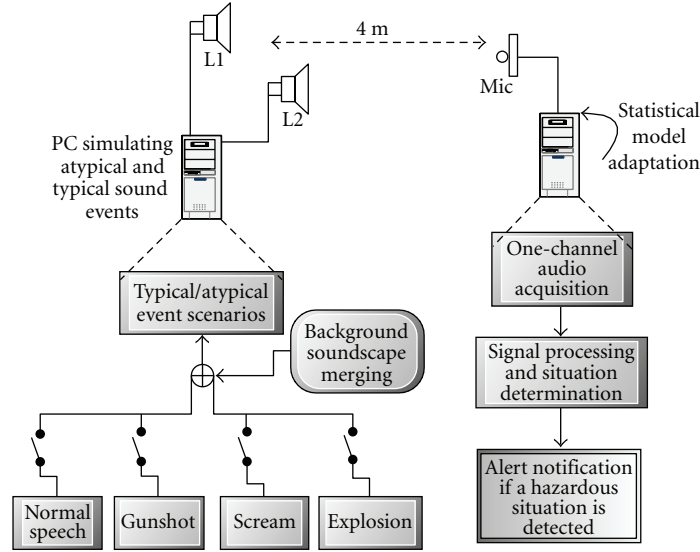 L1
4 m
Mic
L2
PC simulating
atypical and
typical sound
events
Statistical
model
adaptation
Typical/atypical
event scenarios
Background
soundscape
merging
One-channel
audio
acquisition
Signal processing
and situation
determination
Alert notification
if a hazardous
situation is
detected
Normal
speech
Gunshot
Scream
Explosion